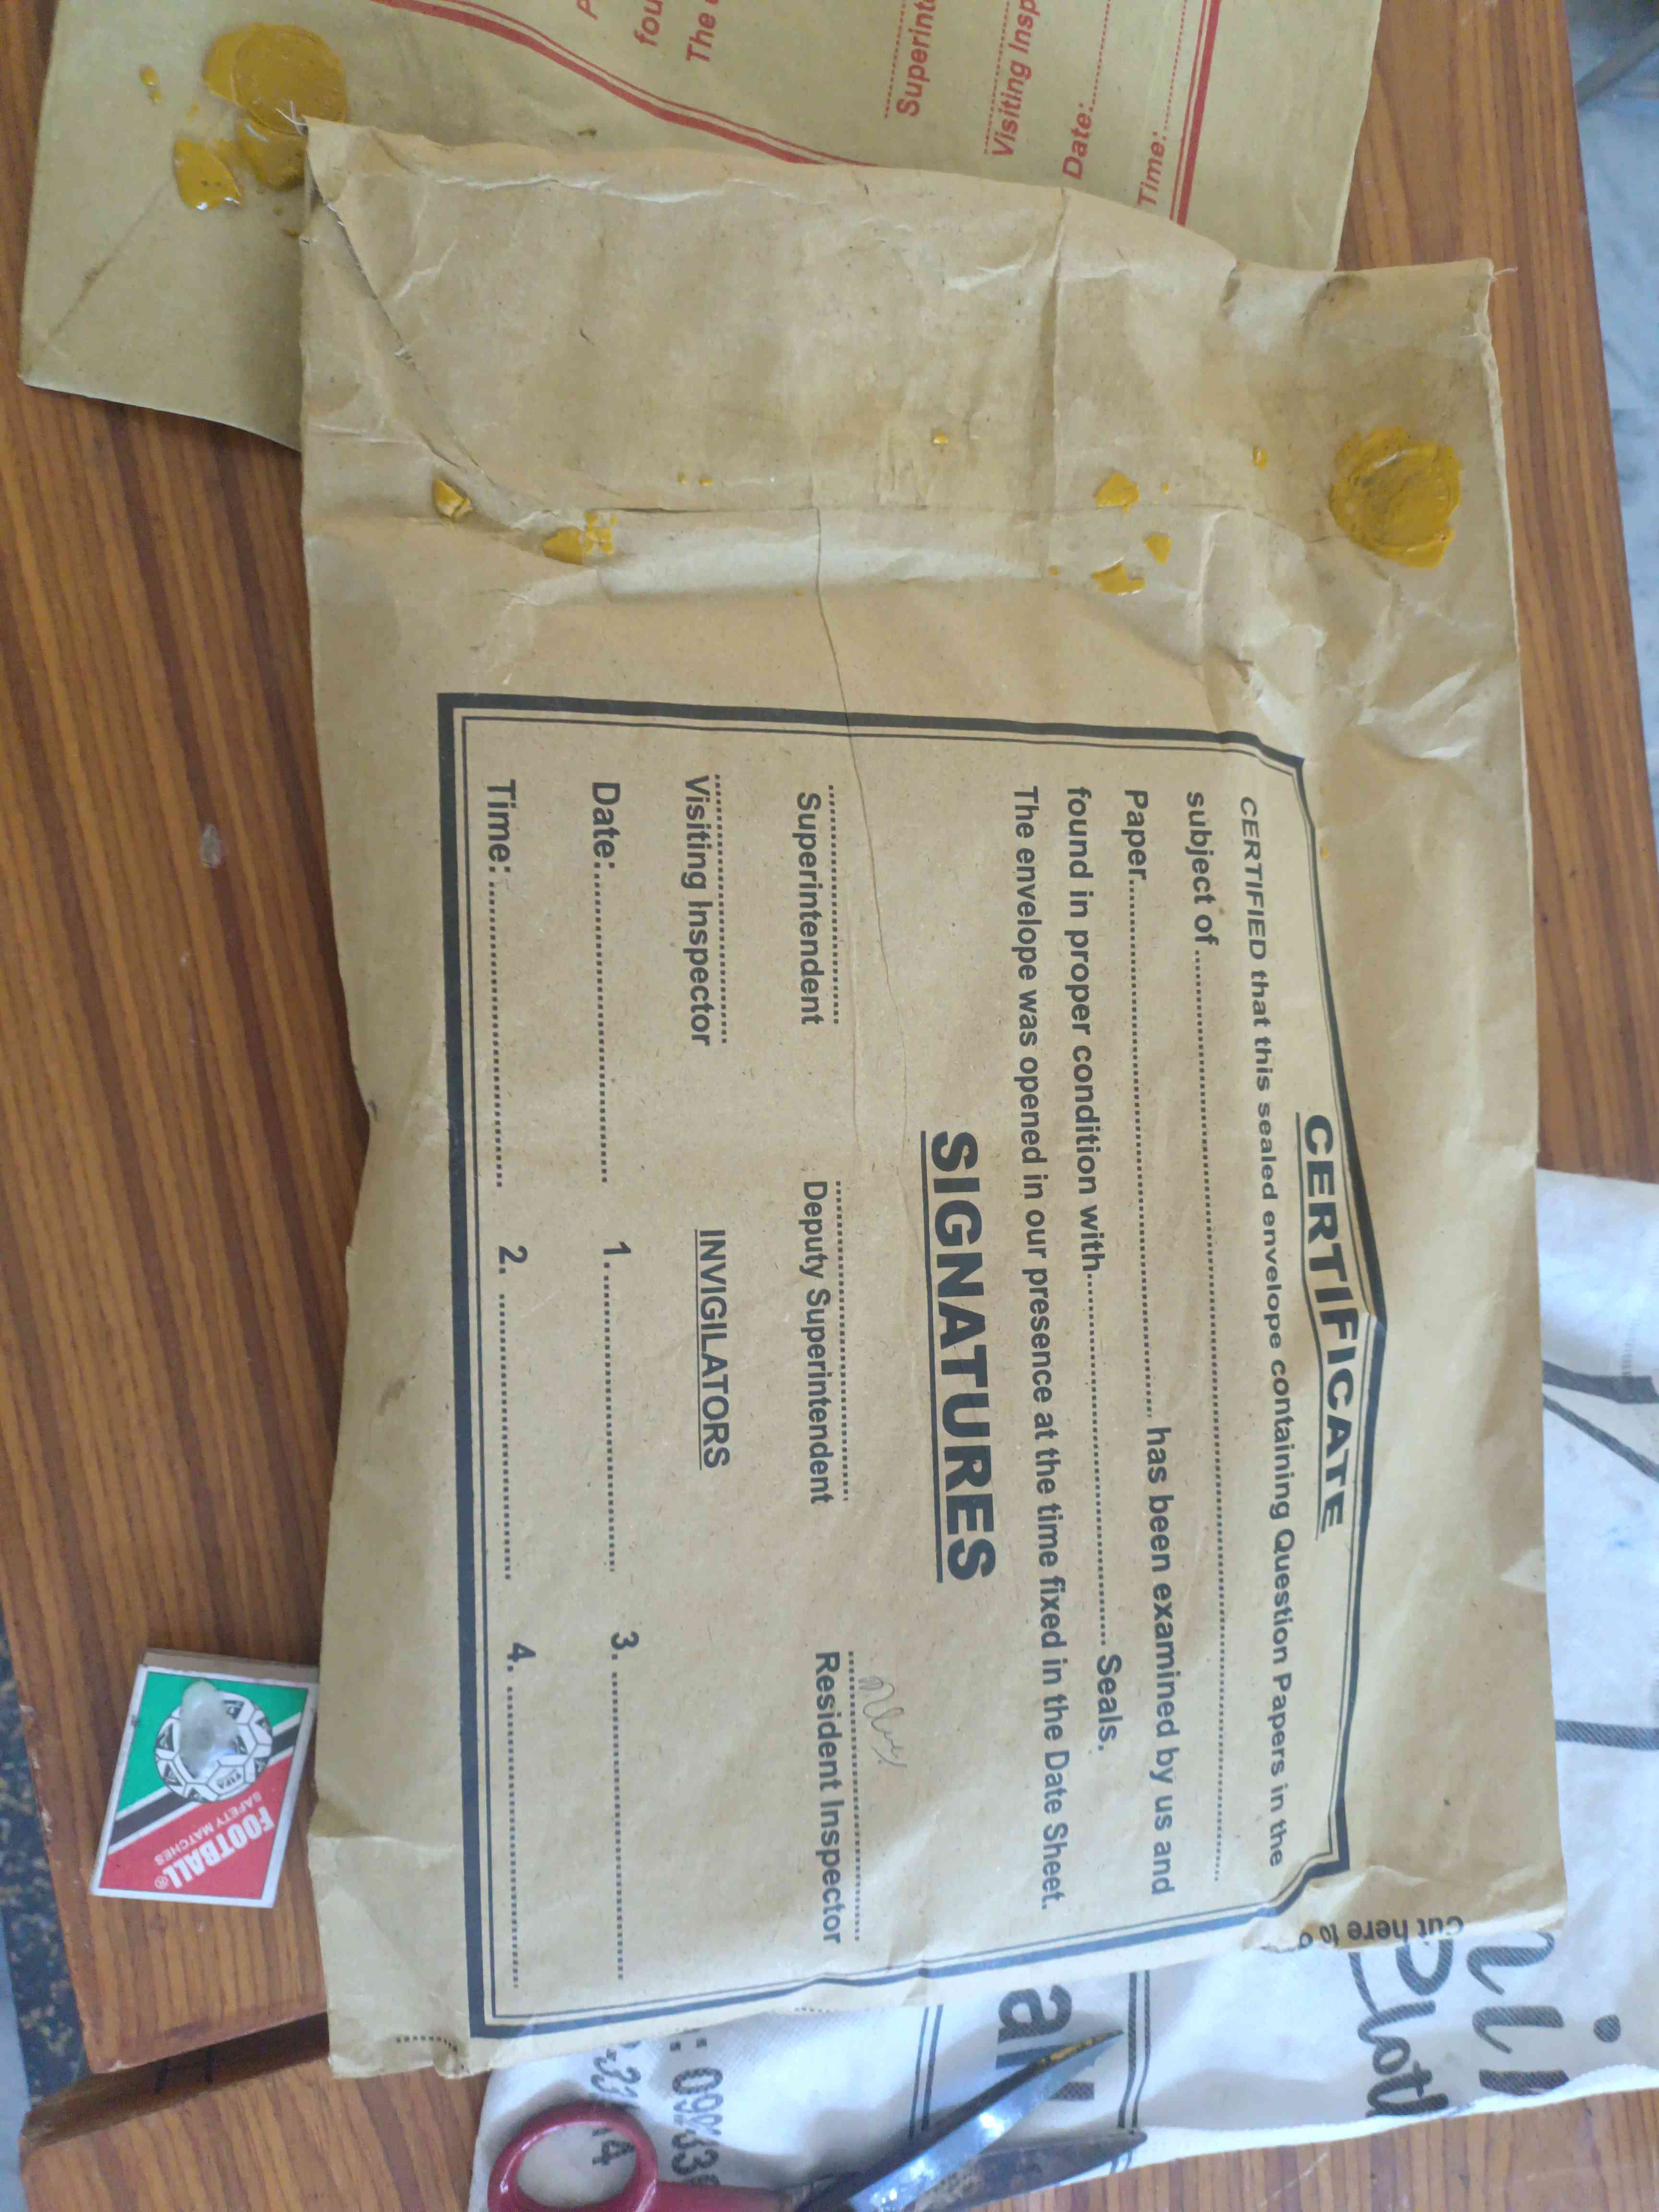 CERTIFICATE
CERTIFIED that this sealed envelope containing Question Papers in the
subject of
Paper has been examined by us and
found in proper condition with Seals.
The envelope was opened in our presence at the time fixed in the Date Sheet.
SIGNATURES
Superintendent Deputy Superintendent Resident Inspector
Visiting Inspector INVIGILATORS
Date: 1. 3.
Time: 2. 4.
Cut here to
fou
The
Visiting Insp
Date:
Time:
FOOTBALL®
SAFETY MATCHES
FIFA